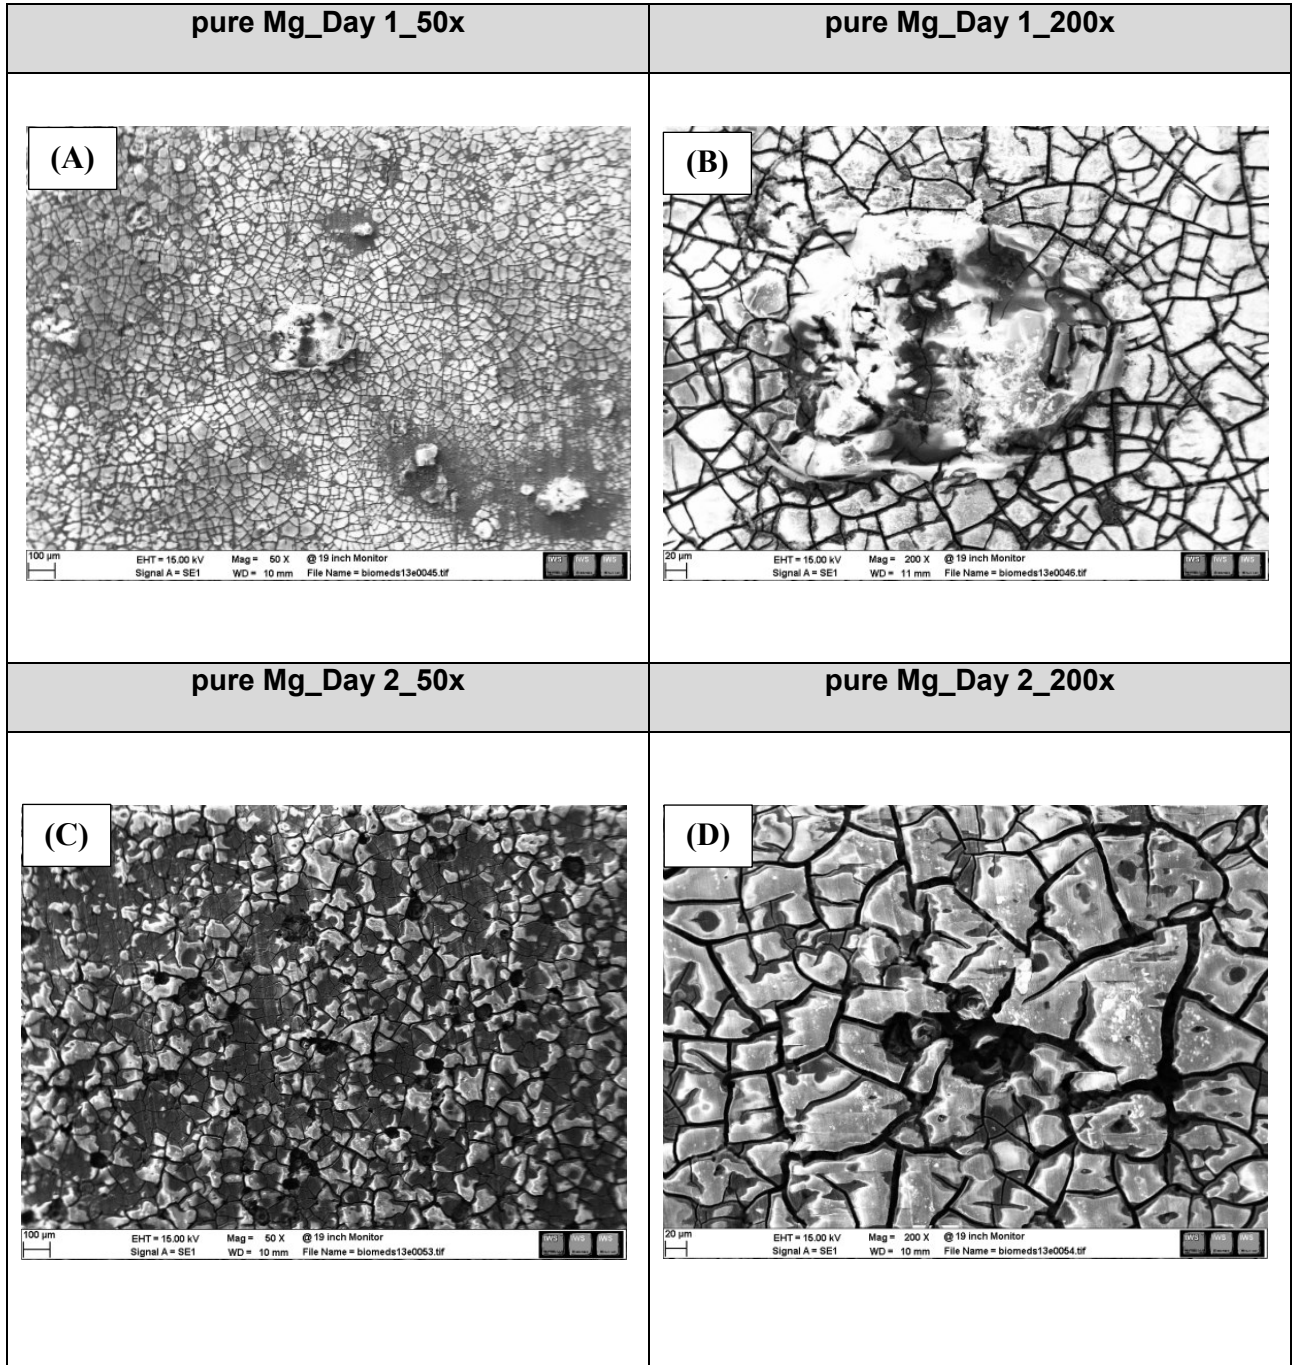 pure Mg_Day 1_50x
pure Mg_Day 1_200x
(A)
100 µm
EHT = 15.00 kV Mag = 50 X @ 19 inch Monitor
Signal A = SE1 WD = 10 mm File Name = biomeds13e0045.tif
(B)
20 µm
EHT = 15.00 kV Mag = 200 X @ 19 inch Monitor
Signal A = SE1 WD = 11 mm File Name = biomeds13e0046.tif
pure Mg_Day 2_50x
pure Mg_Day 2_200x
(C)
100 µm
EHT = 15.00 kV Mag = 50 X @ 19 inch Monitor
Signal A = SE1 WD = 10 mm File Name = biomeds13e0053.tif
(D)
20 µm
EHT = 15.00 kV Mag = 200 X @ 19 inch Monitor
Signal A = SE1 WD = 10 mm File Name = biomeds13e0054.tif